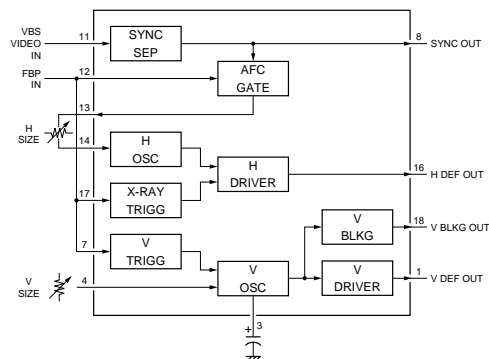 VBS
VIDEO
IN
11
SYNC
SEP
8
SYNC OUT
FBP
IN
12
AFC
GATE
13
H
SIZE
14
H
OSC
H
DRIVER
16
H DEF OUT
17
X-RAY
TRIGG
V
BLKG
18
V BLKG OUT
7
V
TRIGG
V
SIZE
4
V
OSC
V
DRIVER
1
V DEF OUT
+
3